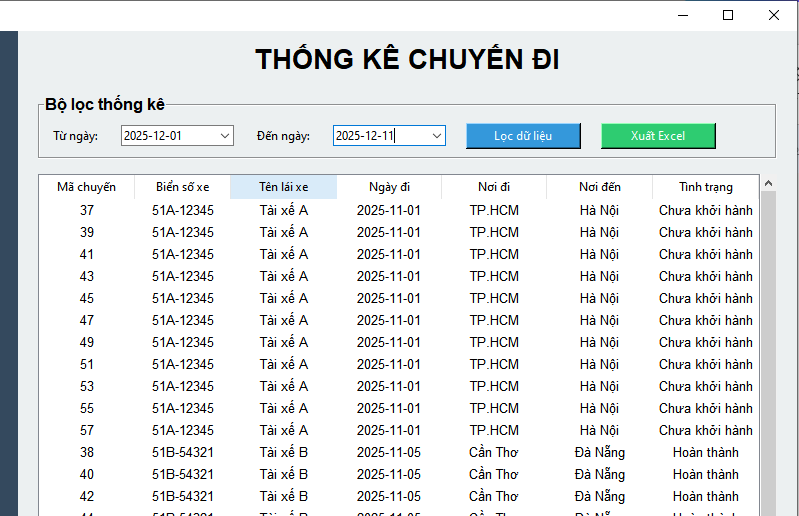 THỐNG KÊ CHUYẾN ĐI
Bộ lọc thống kê
Từ ngày: 2025-12-01 Đến ngày: 2025-12-11 Lọc dữ liệu Xuất Excel
Mã chuyến Biển số xe Tên lái xe Ngày đi Nơi đi Nơi đến Tình trạng
37 51A-12345 Tài xế A 2025-11-01 TP.HCM Hà Nội Chưa khởi hành
39 51A-12345 Tài xế A 2025-11-01 TP.HCM Hà Nội Chưa khởi hành
41 51A-12345 Tài xế A 2025-11-01 TP.HCM Hà Nội Chưa khởi hành
43 51A-12345 Tài xế A 2025-11-01 TP.HCM Hà Nội Chưa khởi hành
45 51A-12345 Tài xế A 2025-11-01 TP.HCM Hà Nội Chưa khởi hành
47 51A-12345 Tài xế A 2025-11-01 TP.HCM Hà Nội Chưa khởi hành
49 51A-12345 Tài xế A 2025-11-01 TP.HCM Hà Nội Chưa khởi hành
51 51A-12345 Tài xế A 2025-11-01 TP.HCM Hà Nội Chưa khởi hành
53 51A-12345 Tài xế A 2025-11-01 TP.HCM Hà Nội Chưa khởi hành
55 51A-12345 Tài xế A 2025-11-01 TP.HCM Hà Nội Chưa khởi hành
57 51A-12345 Tài xế A 2025-11-01 TP.HCM Hà Nội Chưa khởi hành
38 51B-54321 Tài xế B 2025-11-05 Cần Thơ Đà Nẵng Hoàn thành
40 51B-54321 Tài xế B 2025-11-05 Cần Thơ Đà Nẵng Hoàn thành
42 51B-54321 Tài xế B 2025-11-05 Cần Thơ Đà Nẵng Hoàn thành